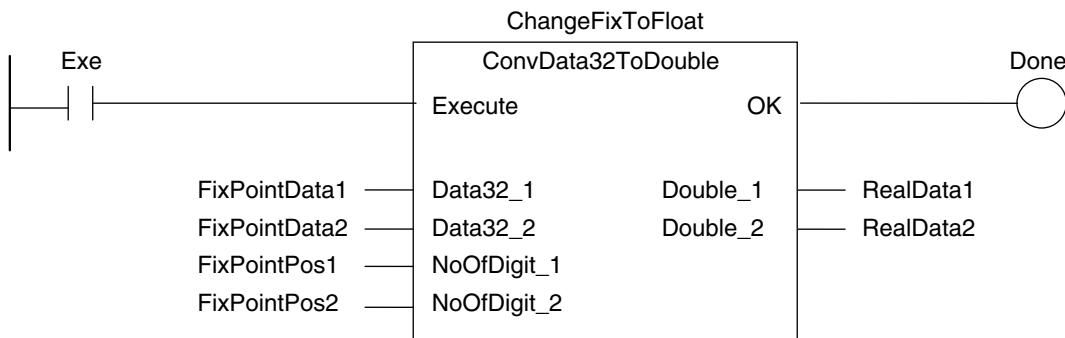 ChangeFixToFloat
Exe ConvData32ToDouble Done
Execute OK
FixPointData1 Data32_1 Double_1 RealData1
FixPointData2 Data32_2 Double_2 RealData2
FixPointPos1 NoOfDigit_1
FixPointPos2 NoOfDigit_2